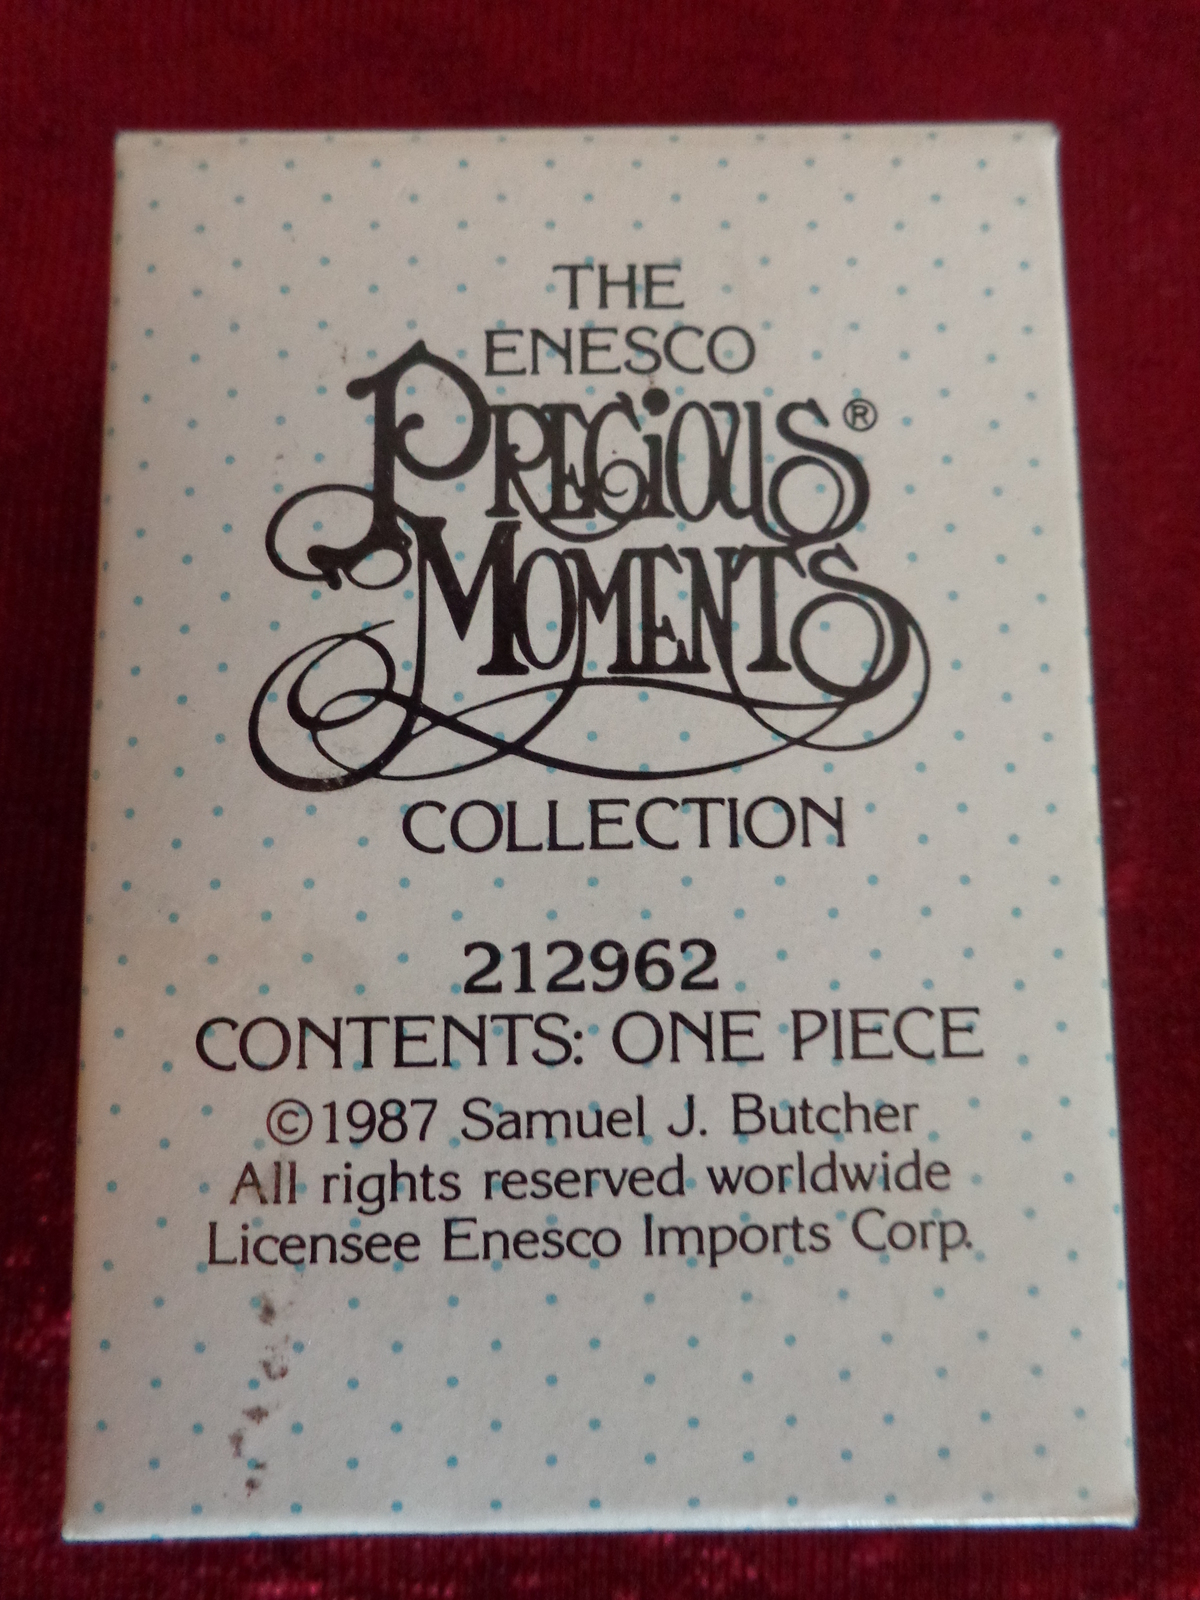 THE
ENESCO
PRECIOUS®
MOMENTS
COLLECTION
212962
CONTENTS: ONE PIECE
©1987 Samuel J. Butcher
All rights reserved worldwide
Licensee Enesco Imports Corp.